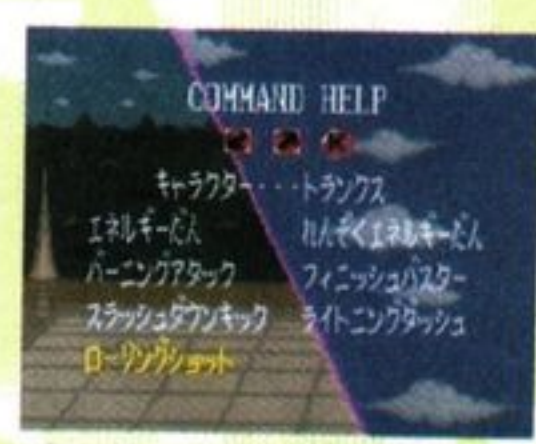 COMMAND HELP
キャラクター・・・トランクス
エネルギーだん れんぞくエネルギーだん
バーニングアタック フィニッシュバスター
スラッシュダウンキック ライトニングダッシュ
ローリングショット